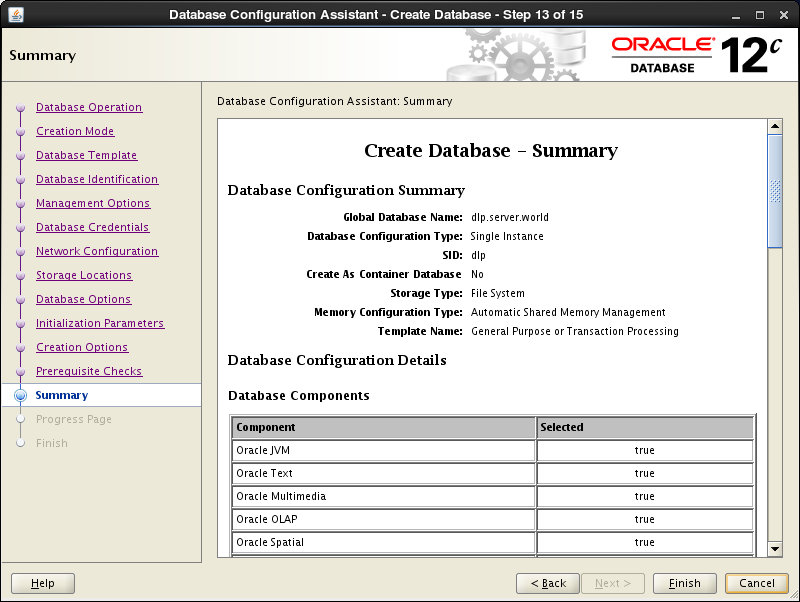 Database Configuration Assistant - Create Database - Step 13 of 15
Summary
ORACLE
DATABASE
12c
Database Operation
Creation Mode
Database Template
Database Identification
Management Options
Database Credentials
Network Configuration
Storage Locations
Database Options
Initialization Parameters
Creation Options
Prerequisite Checks
Summary
Progress Page
Finish
Database Configuration Assistant: Summary
Create Database – Summary
Database Configuration Summary
Global Database Name: dlp.server.world
Database Configuration Type: Single Instance
SID: dlp
Create As Container Database No
Storage Type: File System
Memory Configuration Type: Automatic Shared Memory Management
Template Name: General Purpose or Transaction Processing
Database Configuration Details
Database Components
Component Selected
Oracle JVM true
Oracle Text true
Oracle Multimedia true
Oracle OLAP true
Oracle Spatial true
Help < Back Next > Finish Cancel